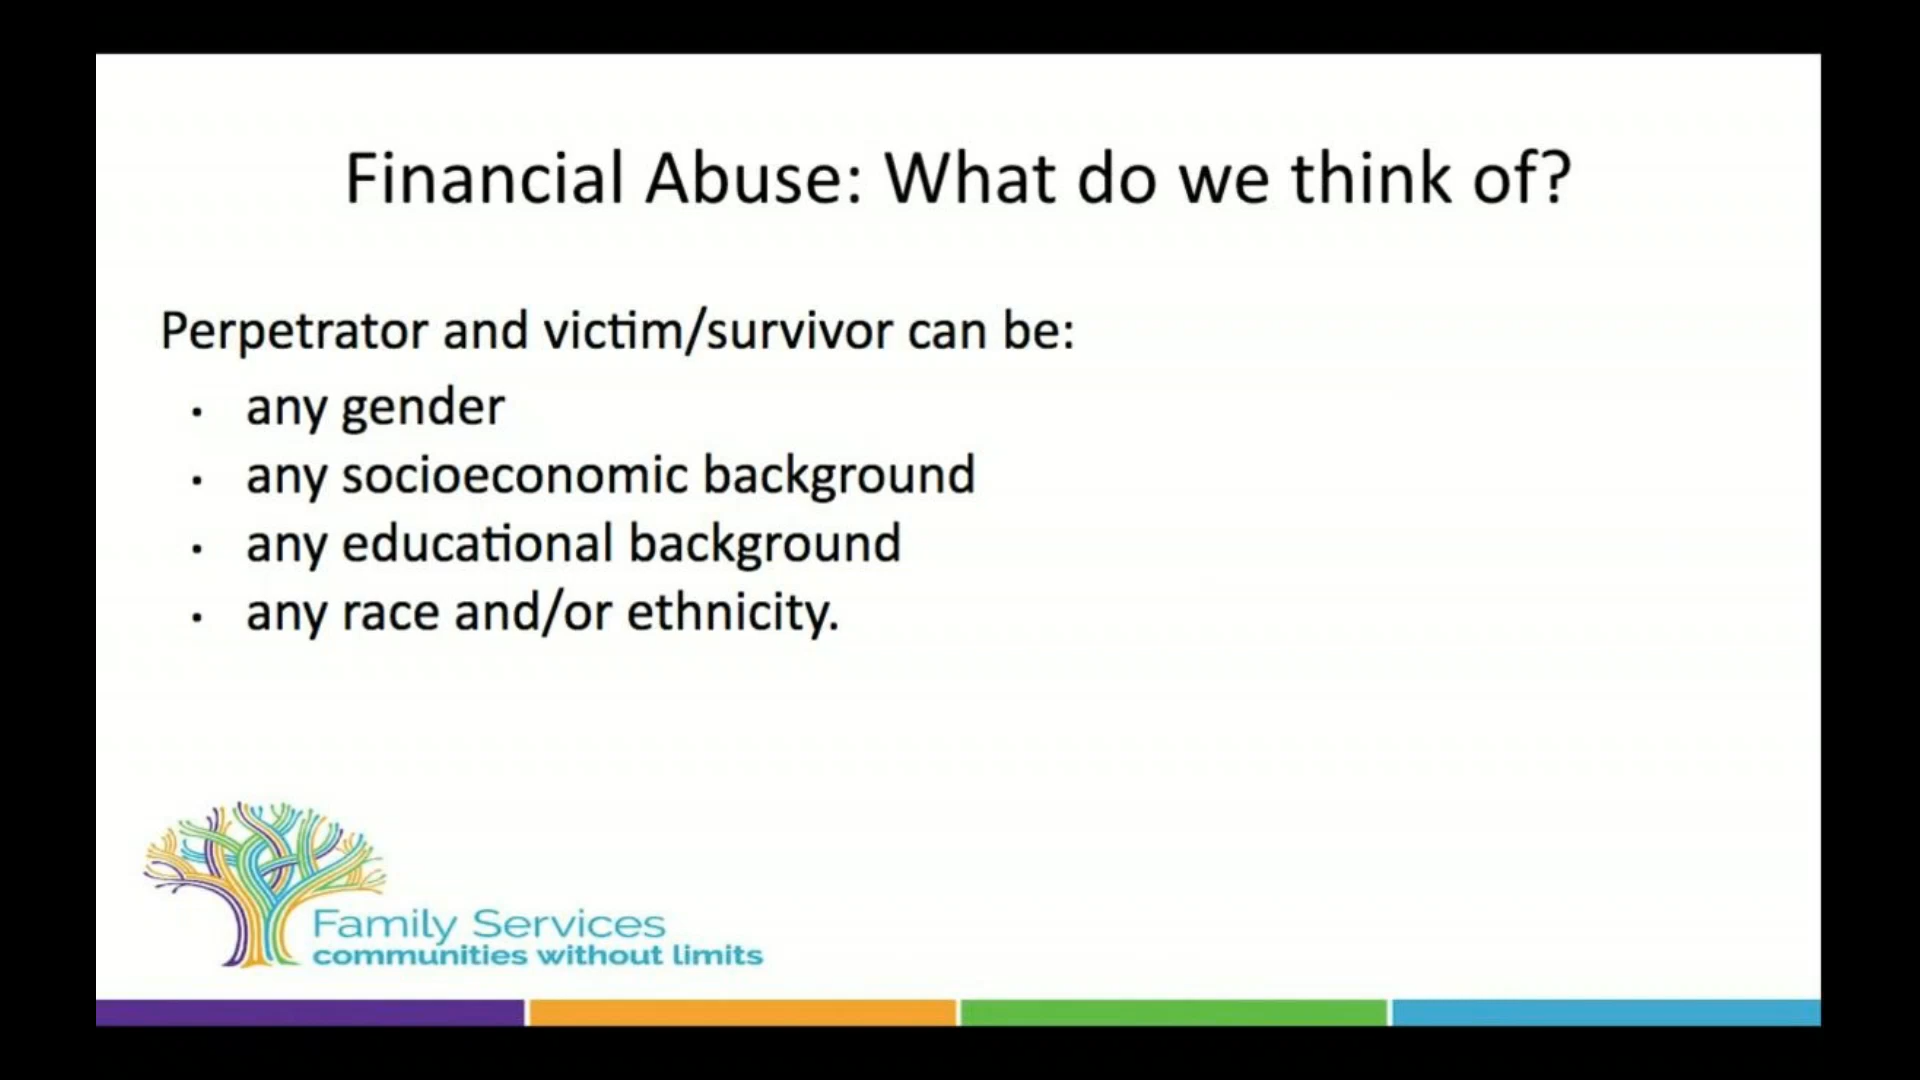 Financial Abuse: What do we think of?
Perpetrator and victim/survivor can be:
• any gender
• any socioeconomic background
• any educational background
• any race and/or ethnicity.
Family Services
communities without limits